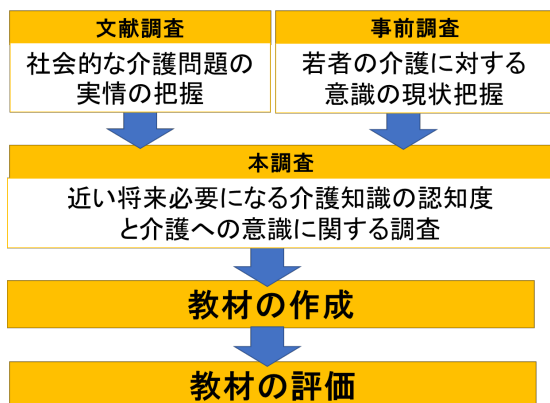 文献調査
社会的な介護問題の
実情の把握
事前調査
若者の介護に対する
意識の現状把握
本調査
近い将来必要になる介護知識の認知度
と介護への意識に関する調査
教材の作成
教材の評価